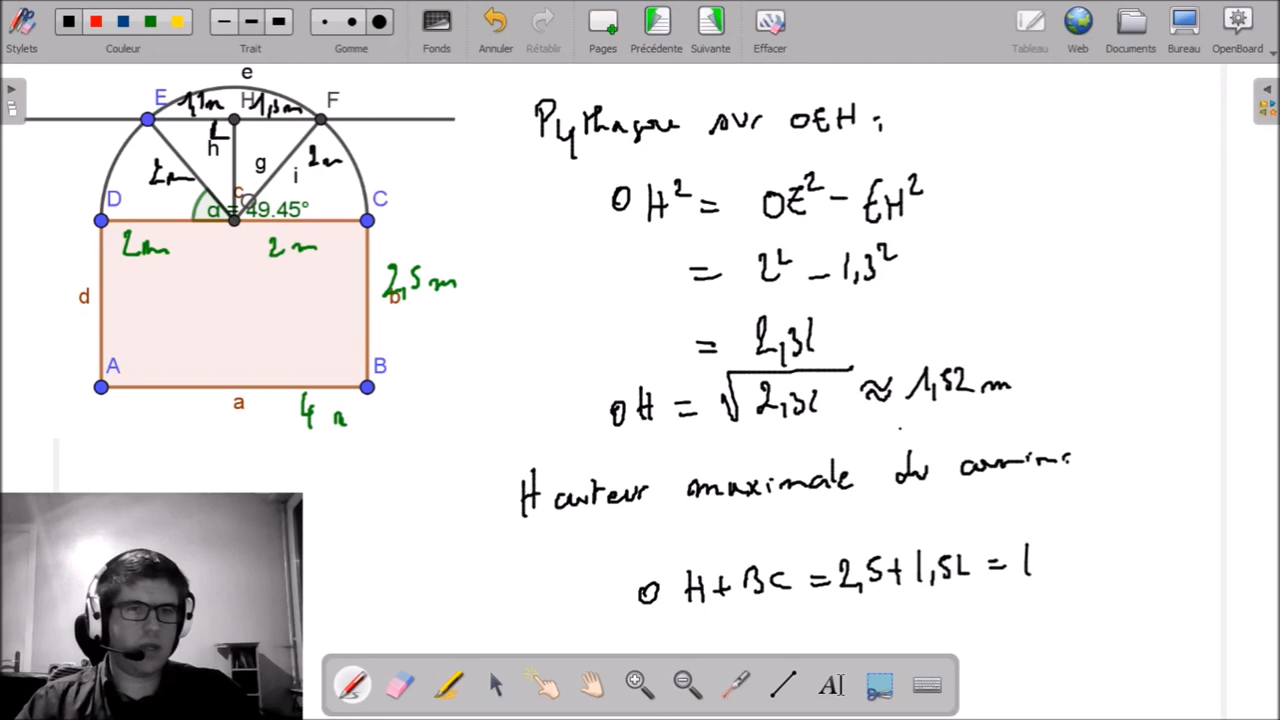 Stylets Couleur Trait Gomme Fonds Annuler Rétablir Pages Précédente Suivante Effacer Tableau Web Documents Bureau OpenBoard
e
E H F
h g i
2m
D C
α = 49.45°
2m 2m
2,5 m
d b
A B
a
4 m
Pythagore sur OEH :
OH² = OE² - EH²
= 2² - 1,3²
= 2,31
OH = √2,31 ≈ 1,52 m
Hauteur maximale du
OH + BC = 2,5 + 1,52 =
AI